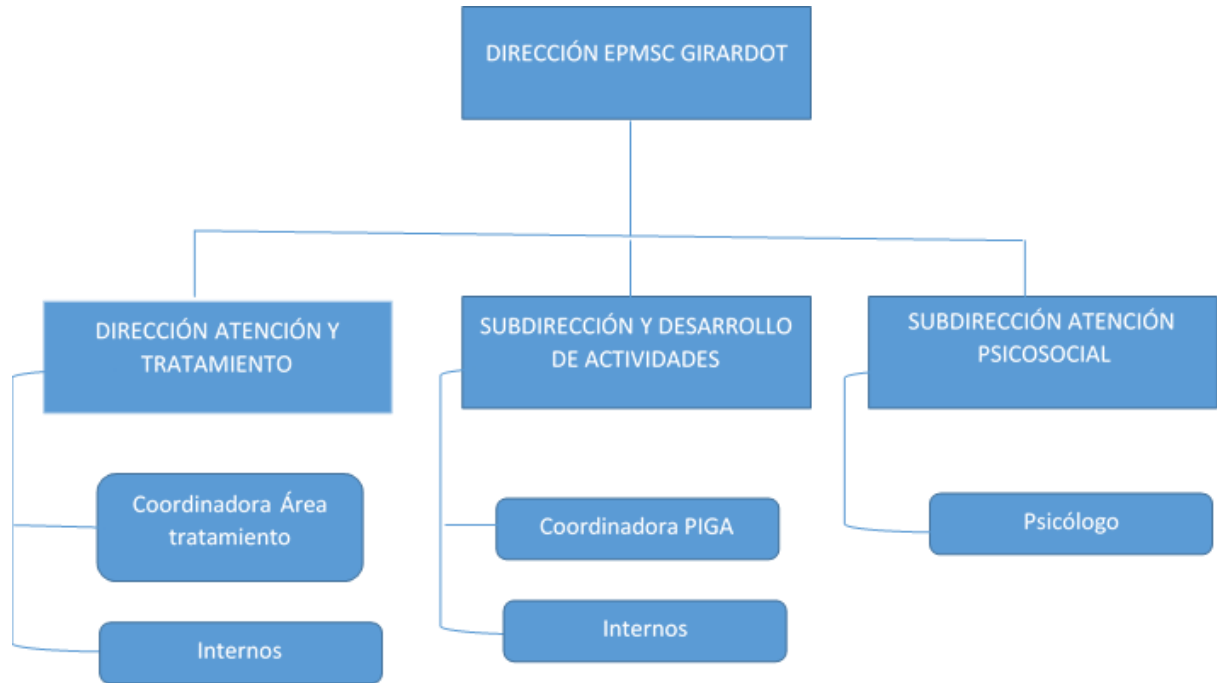 DIRECCIÓN EPMSC GIRARDOT
DIRECCIÓN ATENCIÓN Y
TRATAMIENTO
SUBDIRECCIÓN Y DESARROLLO
DE ACTIVIDADES
SUBDIRECCIÓN ATENCIÓN
PSICOSOCIAL
Coordinadora Área
tratamiento
Internos
Coordinadora PIGA
Internos
Psicólogo